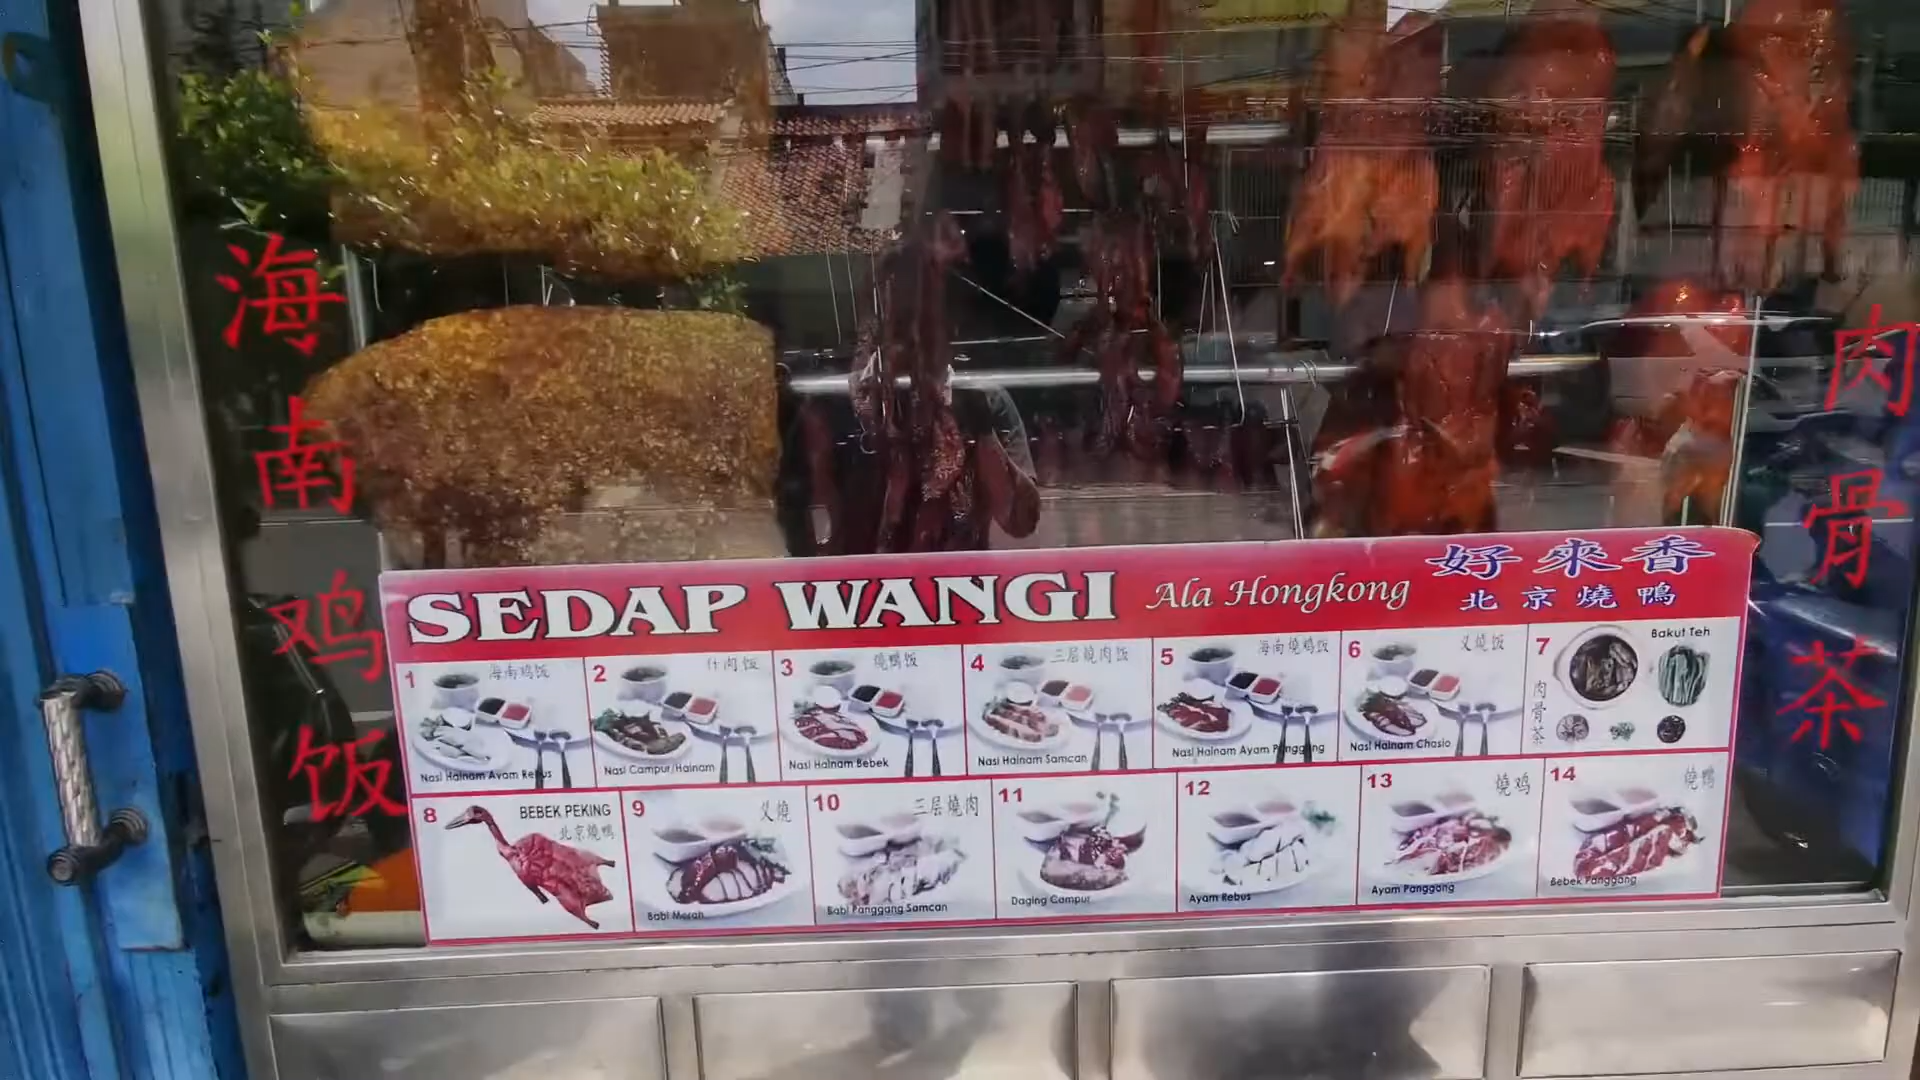 海南鸡饭
肉骨茶
SEDAP WANGI Ala Hongkong 好來香
北京燒鴨
1 海南鸡饭
Nasi Hainam Ayam Rebus
2 什肉饭
Nasi Campur/Hainam
3 燒鴨饭
Nasi Hainam Bebek
4 三层燒肉饭
Nasi Hainam Samcan
5 海南燒鸡饭
Nasi Hainam Ayam Panggang
6 义燒饭
Nasi Hainam Chasio
7 Bakut Teh
肉骨茶
8 BEBEK PEKING
北京燒鴨
9 义燒
Babi Merah
10 三层燒肉
Babi Panggang Samcan
11
Daging Campur
12
Ayam Rebus
13 燒鸡
Ayam Panggang
14 燒鴨
Bebek Panggang